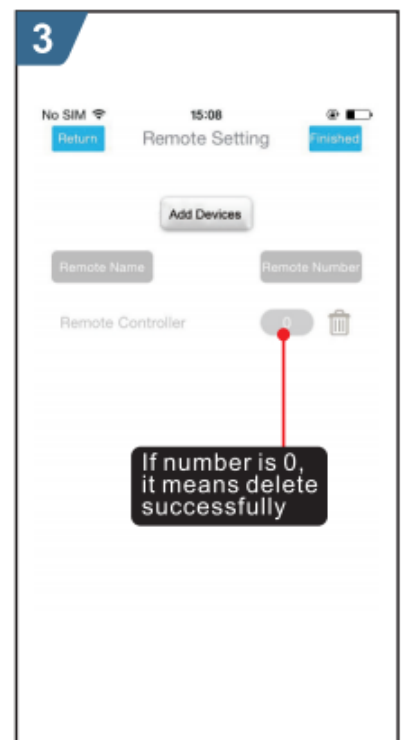 3
No SIM 15:08
Return Remote Setting Finished
Add Devices
Remote Name Remote Number
Remote Controller 0
If number is 0,
it means delete
successfully